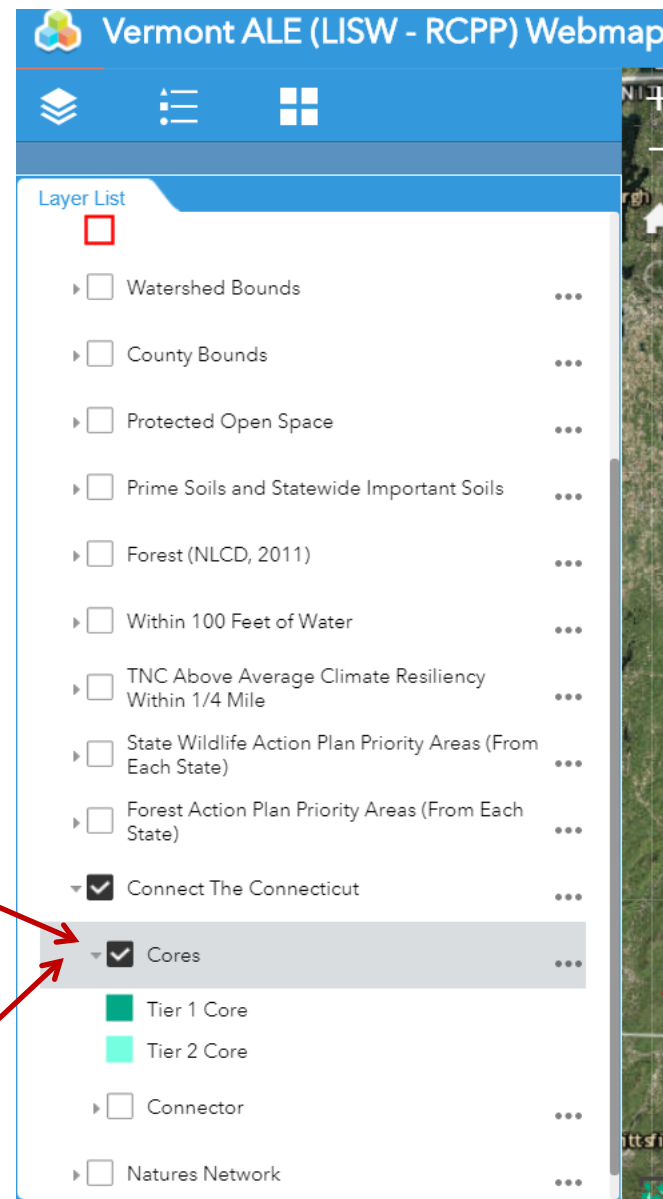 Vermont ALE (LISW - RCPP) Webmap
Layer List
Watershed Bounds
County Bounds
Protected Open Space
Prime Soils and Statewide Important Soils
Forest (NLCD, 2011)
Within 100 Feet of Water
TNC Above Average Climate Resiliency
Within 1/4 Mile
State Wildlife Action Plan Priority Areas (From
Each State)
Forest Action Plan Priority Areas (From Each
State)
Connect The Connecticut
Cores
Tier 1 Core
Tier 2 Core
Connector
Natures Network